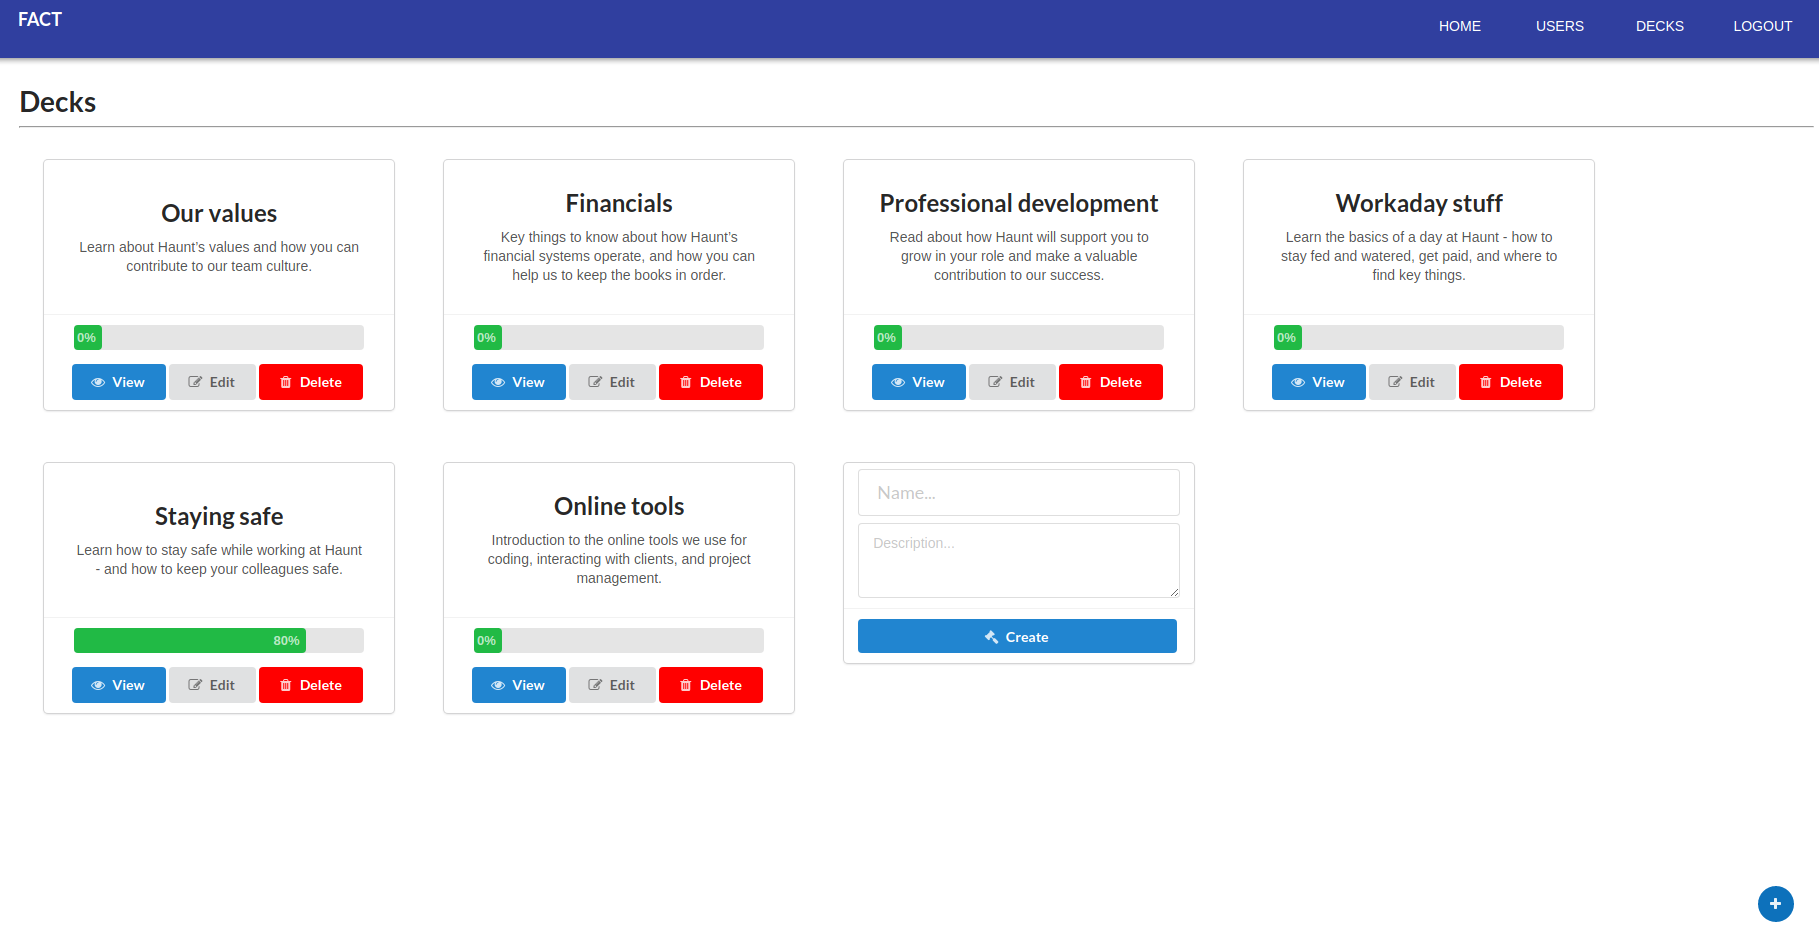 FACT
HOME USERS DECKS LOGOUT
Decks
Our values
Learn about Haunt's values and how you can
contribute to our team culture.
0%
View Edit Delete
Financials
Key things to know about how Haunt's
financial systems operate, and how you can
help us to keep the books in order.
0%
View Edit Delete
Professional development
Read about how Haunt will support you to
grow in your role and make a valuable
contribution to our success.
0%
View Edit Delete
Workaday stuff
Learn the basics of a day at Haunt - how to
stay fed and watered, get paid, and where to
find key things.
0%
View Edit Delete
Staying safe
Learn how to stay safe while working at Haunt
- and how to keep your colleagues safe.
80%
View Edit Delete
Online tools
Introduction to the online tools we use for
coding, interacting with clients, and project
management.
0%
View Edit Delete
Name...
Description...
Create
+